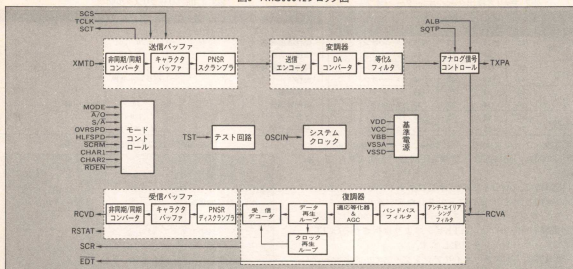 SCS
TCLK
SCT
ALB
SQTP
送信バッファ
変調器
XMTD
非同期/同期
コンバータ
キャラクタ
バッファ
PNSR
スクランブラ
送信
エンコーダ
DA
コンバータ
等化&
フィルタ
アナログ信号
コントロール
TXPA
MODE
A/O
S/A
OVRSPD
HLFSPD
SCRM
CHAR1
CHAR2
RDEN
モード
コント
ロール
TST
テスト回路
OSCIN
システム
クロック
VDD
VCC
VBB
VSSA
VSSD
基準電源
受信バッファ
復調器
RCVD
非同期/同期
コンバータ
キャラクタ
バッファ
PNSR
ディスクランブラ
受信
デコーダ
データ
再生
ループ
適応等化器
&
AGC
バンドパス
フィルタ
アンチ・エイリア
シング
フィルタ
RCVA
クロック
再生
ループ
RSTAT
SCR
EDT